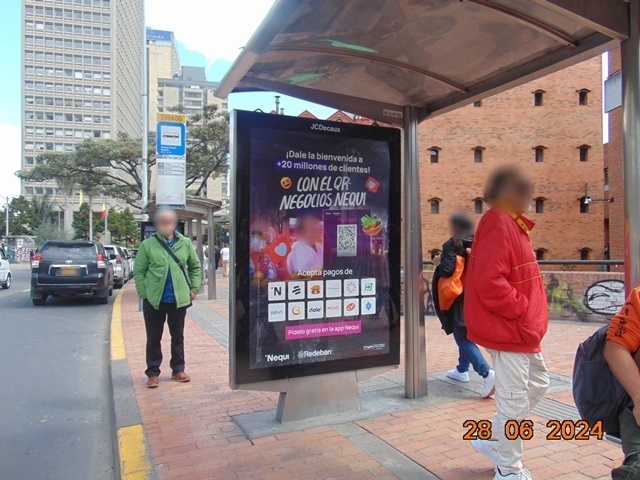 JCDecaux
¡Dale la bienvenida a
+20 millones de clientes!
CON EL QR
NEGOCIOS NEQUI
Acepta pagos de
N
dale!
Pídelo gratis en la app Nequi
Nequi
Redeban
28 06 2024